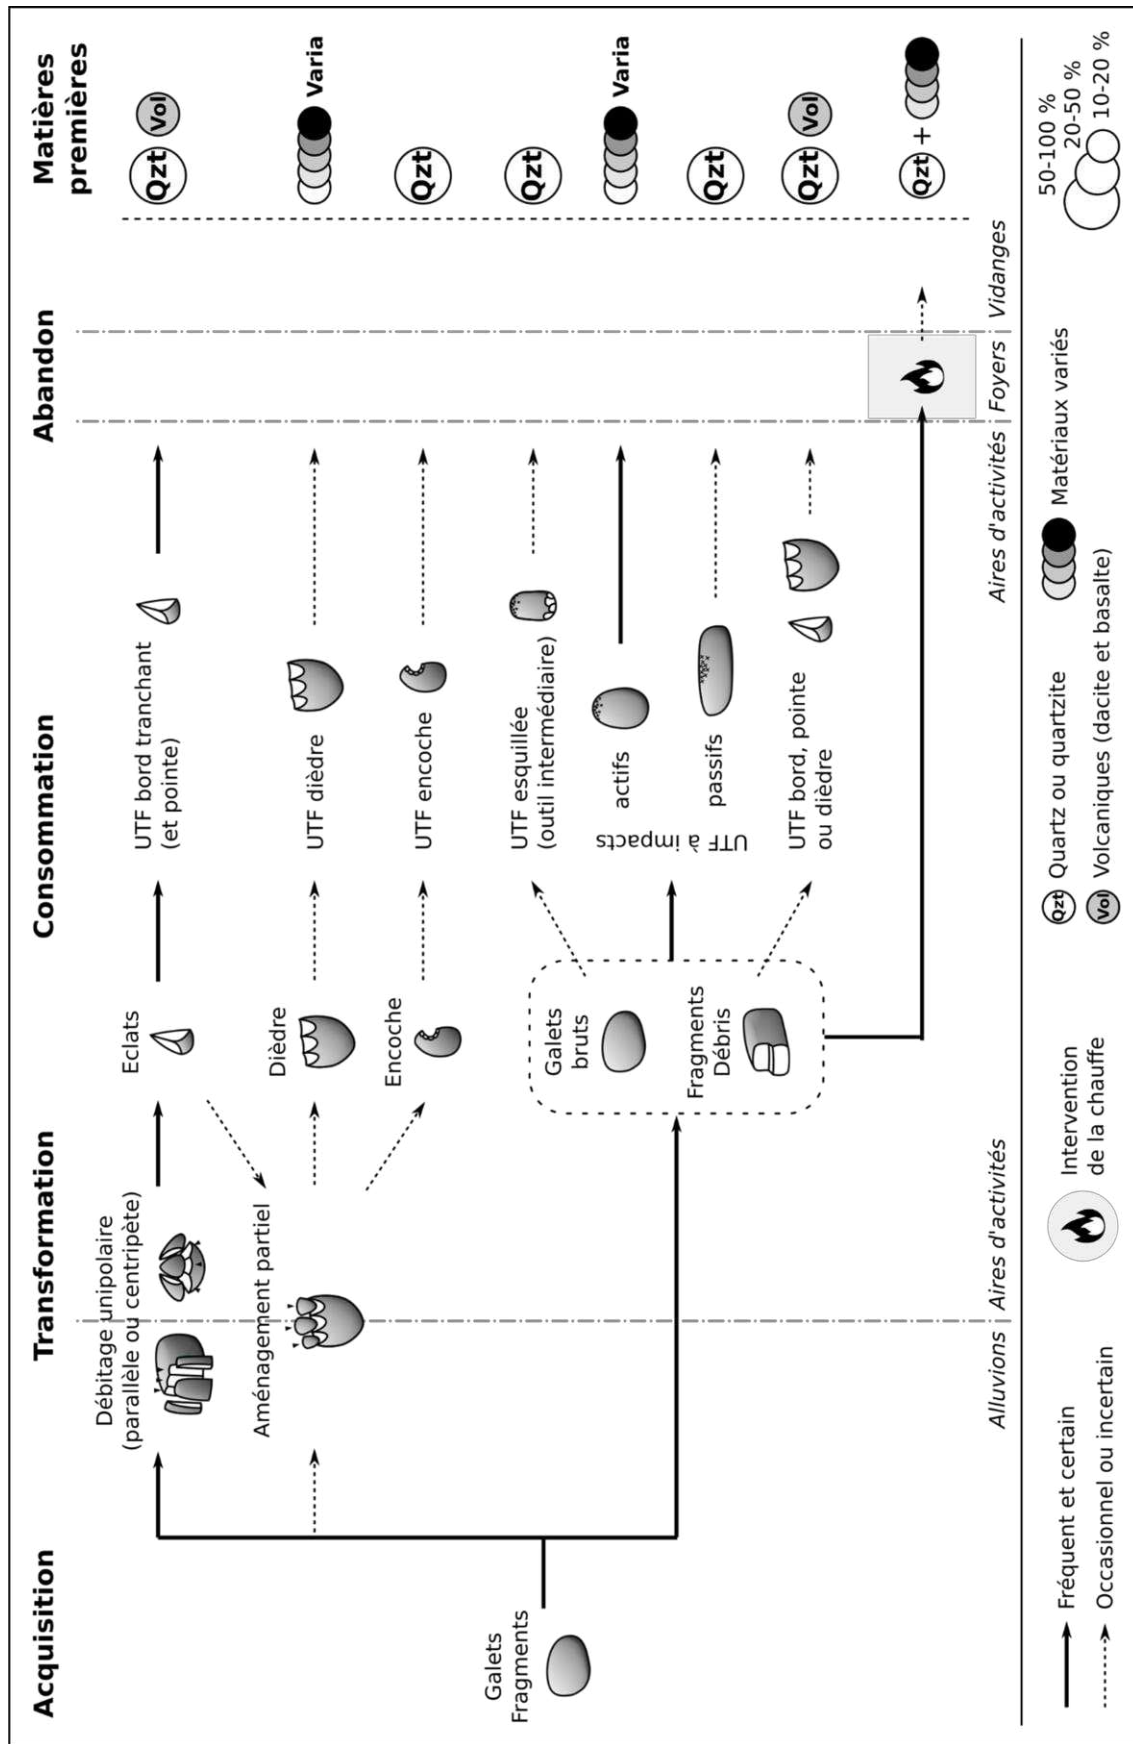 Acquisition
Transformation
Consommation
Abandon
Matières
premières
Galets
Fragments
Débitage unipolaire
(parallèle ou centripète)
Eclats
UTF bord tranchant
(et pointe)
Qzt
Vol
Aménagement partiel
Dièdre
UTF dièdre
Varia
Encoche
UTF encoche
Qzt
Galets
bruts
Fragments
Débris
UTF esquillée
(outil intermédiaire)
Qzt
UTF à impacts
actifs
Varia
passifs
Qzt
UTF bord, pointe
ou dièdre
Qzt
Vol
Qzt +
Alluvions
Aires d'activités
Aires d'activités
Foyers
Vidanges
Fréquent et certain
Occasionnel ou incertain
Intervention
de la chauffe
Qzt Quartz ou quartzite
Vol Volcaniques (dacite et basalte)
Matériaux variés
50-100 %
20-50 %
10-20 %